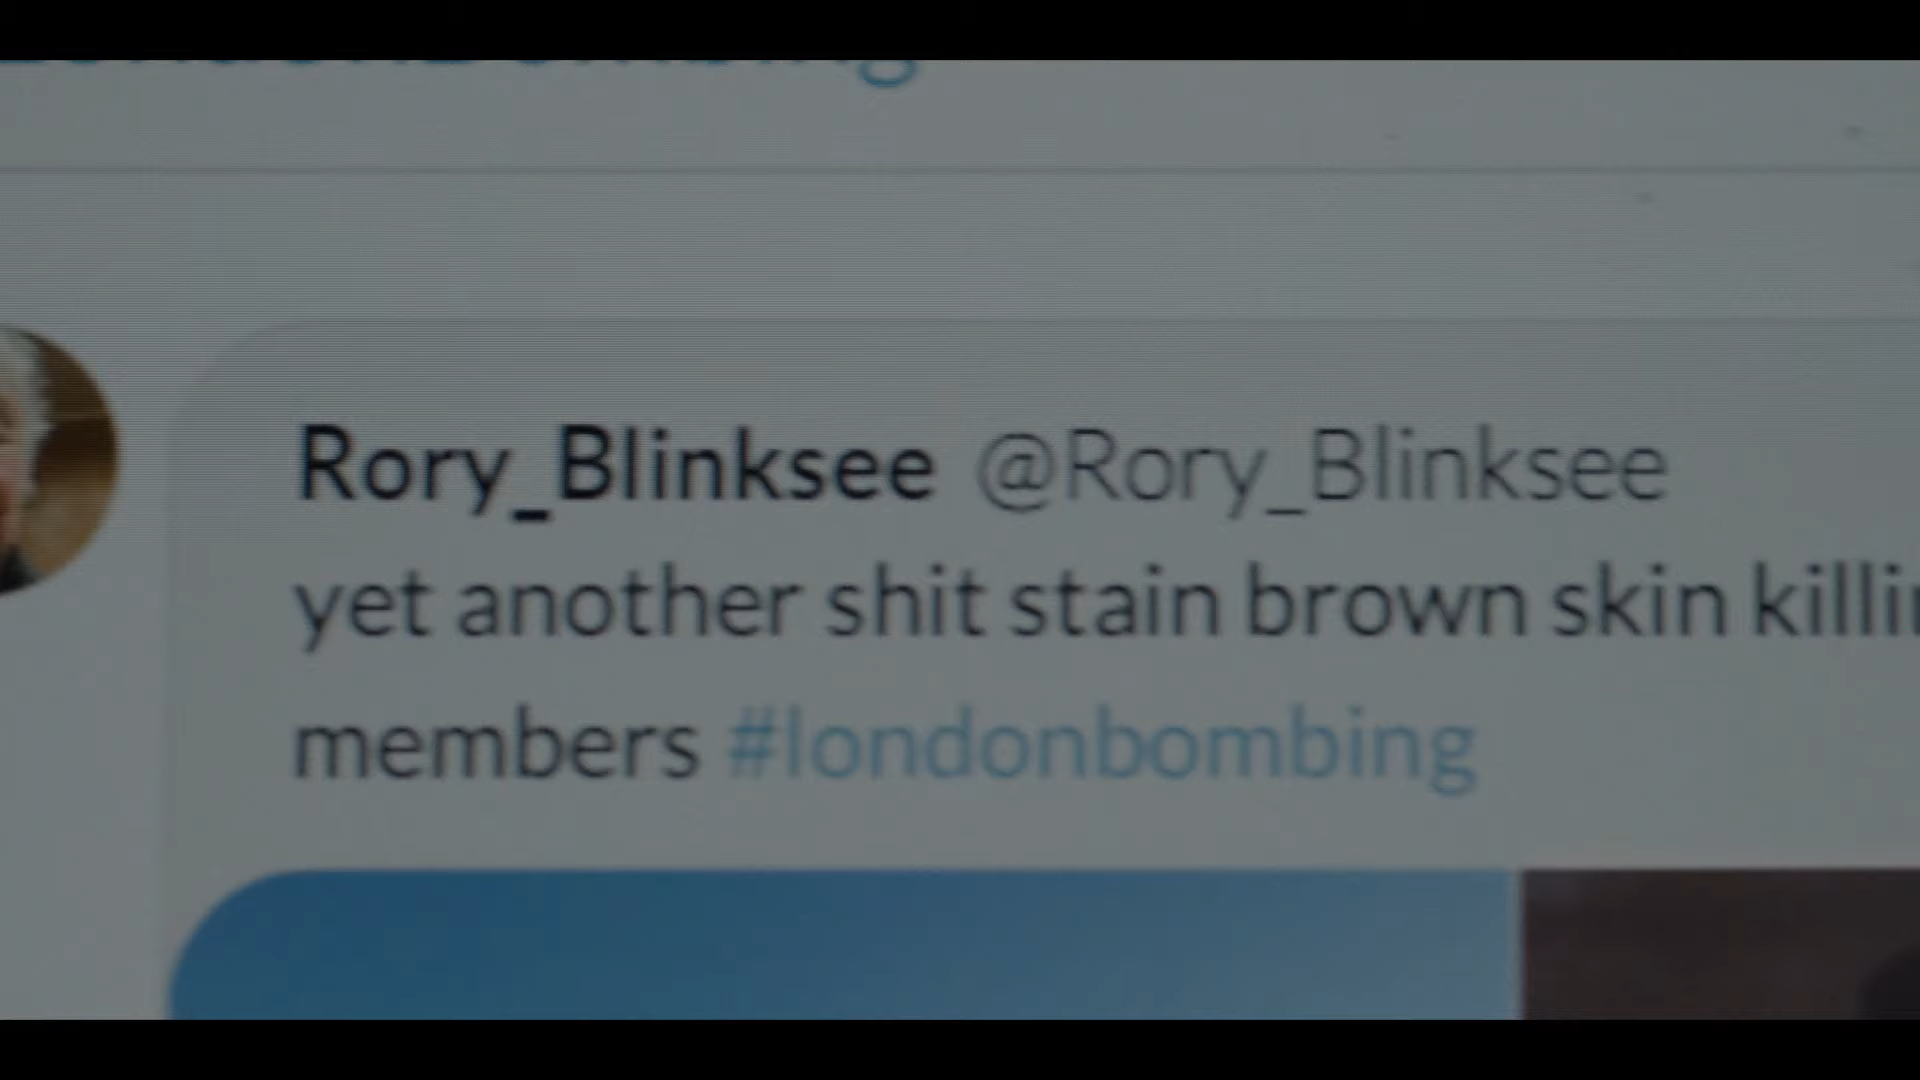 Rory_Blinksee @Rory_Blinksee
yet another shit stain brown skin
members #londonbombing